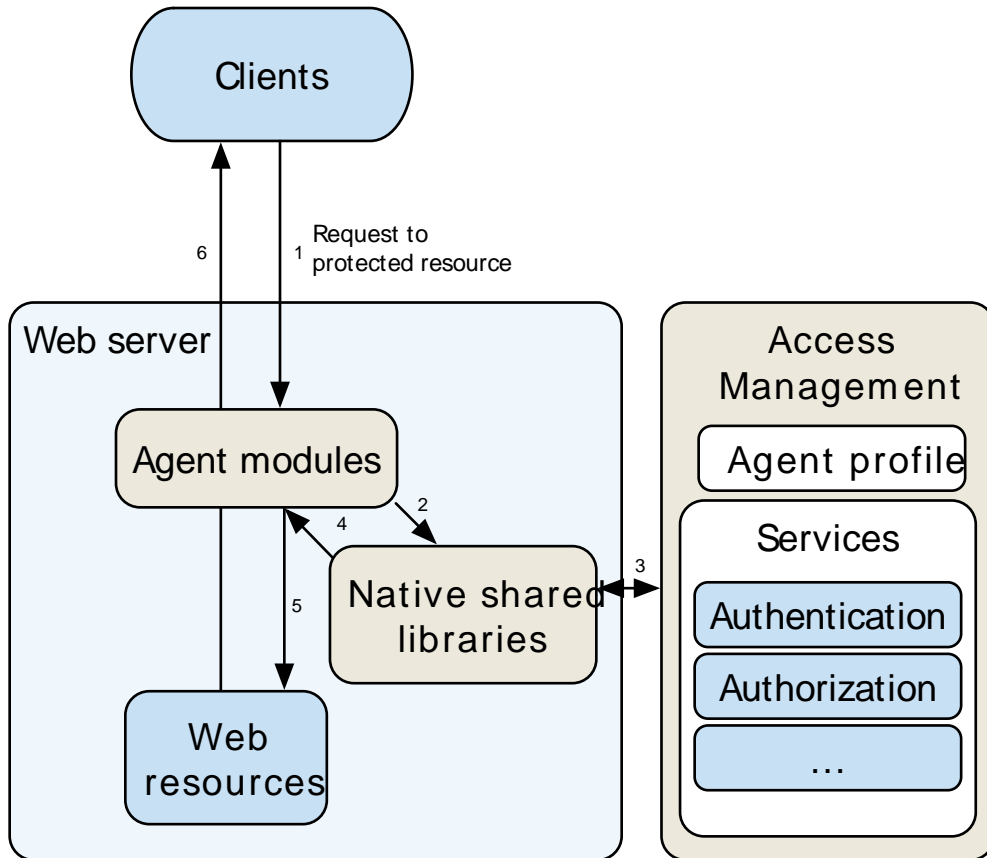 Clients
6
1
Request to
protected resource
Web server
Agent modules
2
4
Native shared
libraries
3
5
Web
resources
Access
Management
Agent profile
Services
Authentication
Authorization
...